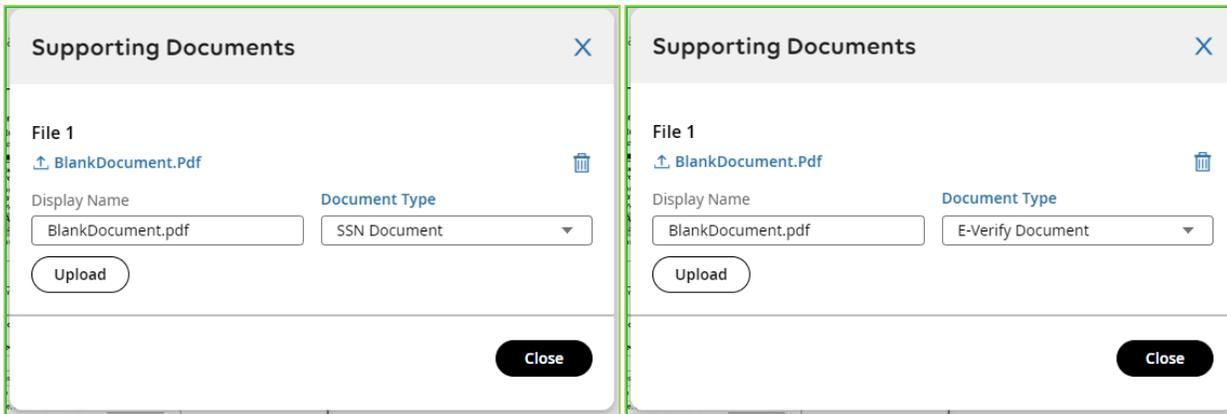 Supporting Documents
X
File 1
BlankDocument.Pdf
Display Name
Document Type
BlankDocument.pdf
SSN Document
Upload
Close
Supporting Documents
X
File 1
BlankDocument.Pdf
Display Name
Document Type
BlankDocument.pdf
E-Verify Document
Upload
Close